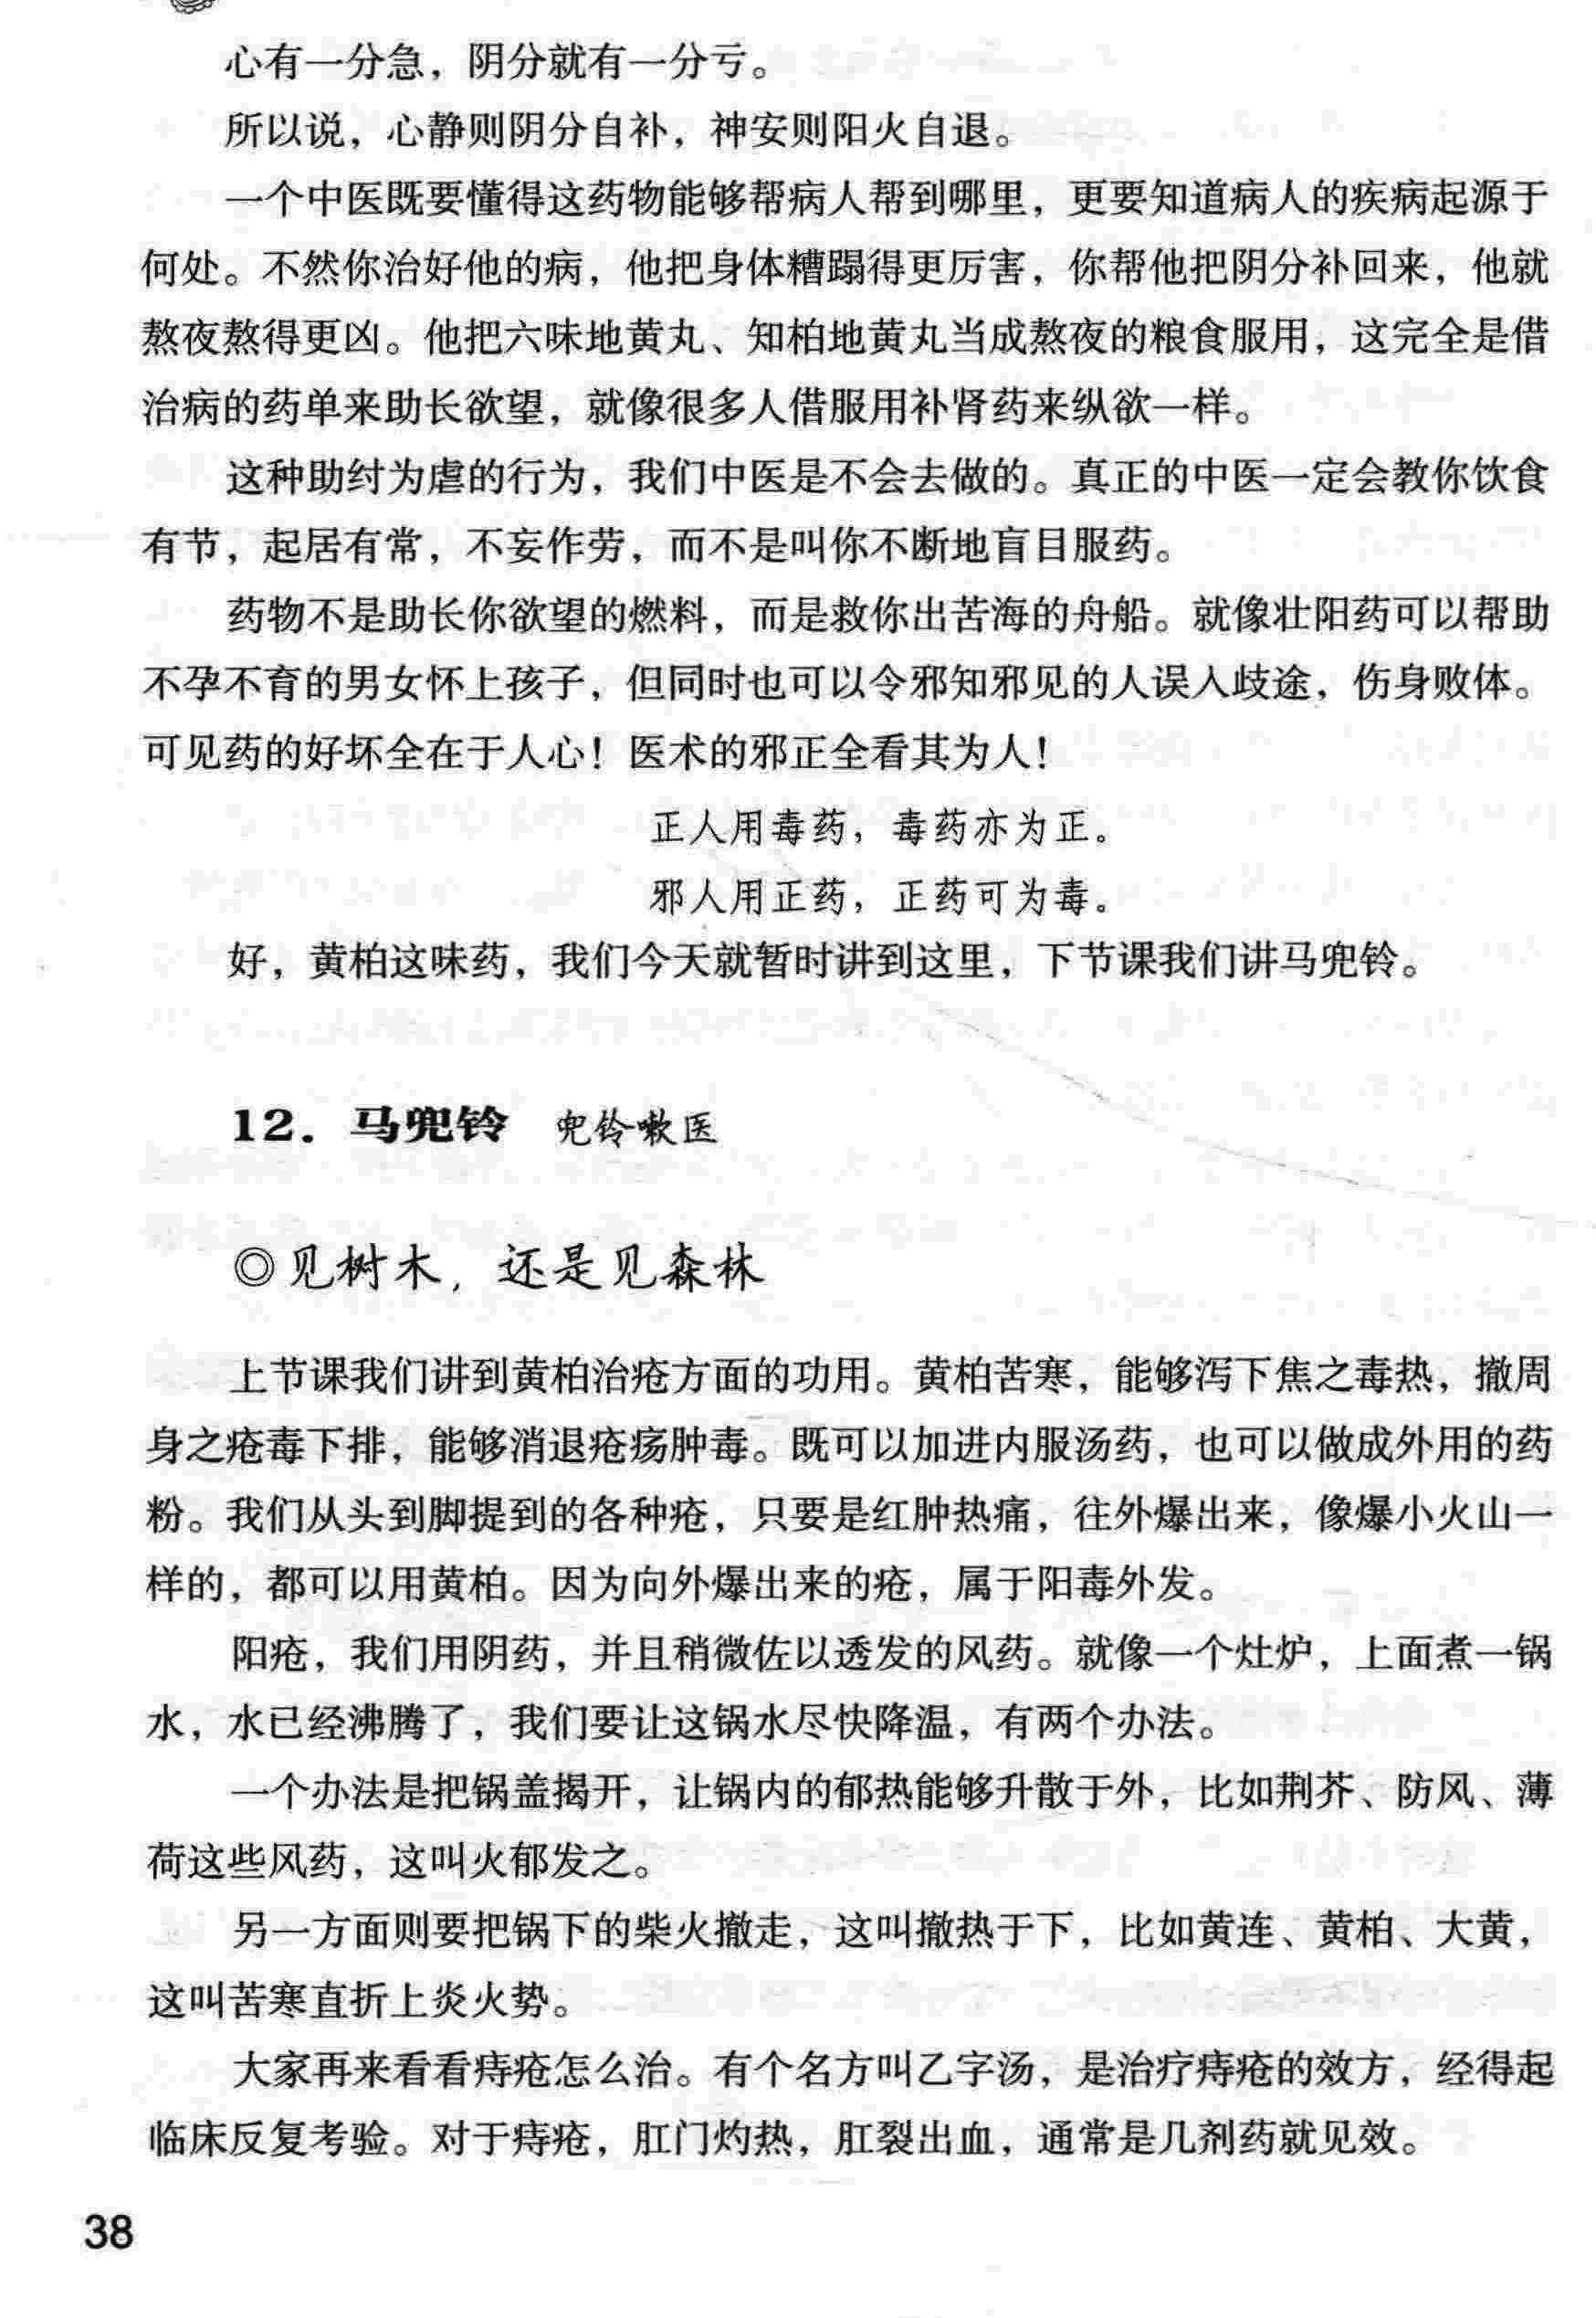 心有一分急，阴分就有一分亏。
所以说，心静则阴分自补，神安则阳火自退。
一个中医既要懂得这药物能够帮病人帮到哪里，更要知道病人的疾病起源于
何处。不然你治好他的病，他把身体糟蹋得更厉害，你帮他把阴分补回来，他就
熬夜熬得更凶。他把六味地黄丸、知柏地黄丸当成熬夜的粮食服用，这完全是借
治病的药单来助长欲望，就像很多人借服用补肾药来纵欲一样。
这种助纣为虐的行为，我们中医是不会去做的。真正的中医一定会教你饮食
有节，起居有常，不妄作劳，而不是叫你不断地盲目服药。
药物不是助长你欲望的燃料，而是救你出苦海的舟船。就像壮阳药可以帮助
不孕不育的男女怀上孩子，但同时也可以令邪知邪见的人误入歧途，伤身败体。
可见药的好坏全在于人心！医术的邪正全看其为人！
正人用毒药，毒药亦为正。
邪人用正药，正药可为毒。
好，黄柏这味药，我们今天就暂时讲到这里，下节课我们讲马兜铃。
12. 马兜铃 兜铃嗽医
◎见树木，还是见森林
上节课我们讲到黄柏治疮方面的功用。黄柏苦寒，能够泻下焦之毒热，撤周
身之疮毒下排，能够消退疮疡肿毒。既可以加进内服汤药，也可以做成外用的药
粉。我们从头到脚提到的各种疮，只要是红肿热痛，往外爆出来，像爆小火山一
样的，都可以用黄柏。因为向外爆出来的疮，属于阳毒外发。
阳疮，我们用阴药，并且稍微佐以透发的风药。就像一个灶炉，上面煮一锅
水，水已经沸腾了，我们要让这锅水尽快降温，有两个办法。
一个办法是把锅盖揭开，让锅内的郁热能够升散于外，比如荆芥、防风、薄
荷这些风药，这叫火郁发之。
另一方面则要把锅下的柴火撤走，这叫撤热于下，比如黄连、黄柏、大黄，
这叫苦寒直折上炎火势。
大家再来看看痔疮怎么治。有个名方叫乙字汤，是治疗痔疮的效方，经得起
临床反复考验。对于痔疮，肛门灼热，肛裂出血，通常是几剂药就见效。
38